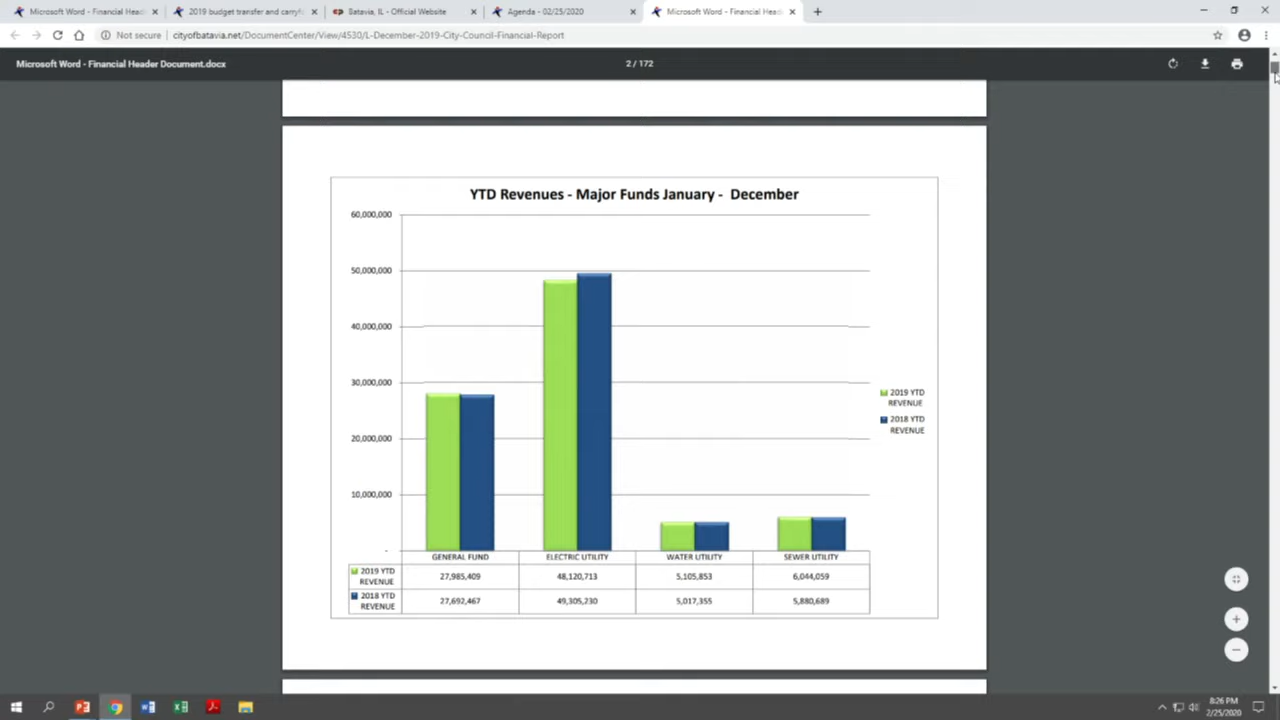 Microsoft Word - Financial Head
2019 budget transfer and carryfo
Batavia, IL - Official Website
Agenda - 02/25/2020
Microsoft Word - Financial Head
Not secure
cityofbatavia.net/DocumentCenter/View/4530/L-December-2019-City-Council-Financial-Report
Microsoft Word - Financial Header Document.docx
2 / 172
YTD Revenues - Major Funds January - December
60,000,000
50,000,000
40,000,000
30,000,000
20,000,000
10,000,000
-
2019 YTD
REVENUE
2018 YTD
REVENUE
GENERAL FUND ELECTRIC UTILITY WATER UTILITY SEWER UTILITY
2019 YTD
REVENUE
27,985,409 48,120,713 5,105,853 6,044,059
2018 YTD
REVENUE
27,692,467 49,305,230 5,017,355 5,880,689
8:26 PM
2/25/2020